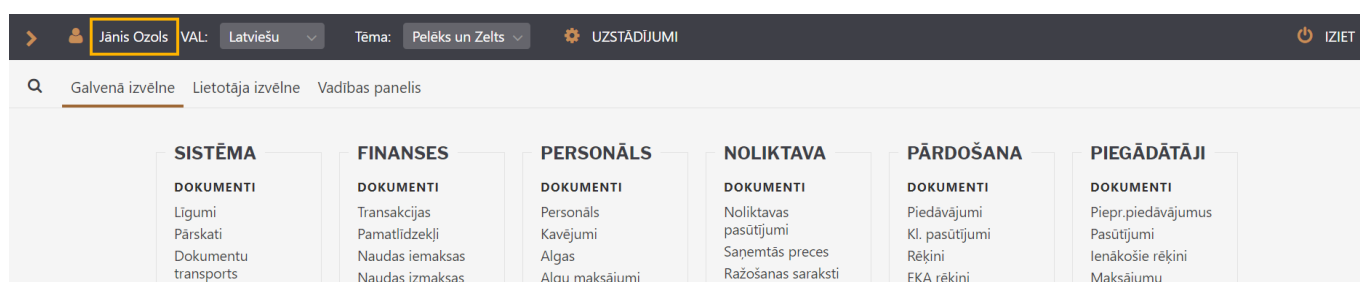 Jānis Ozols VAL: Latviešu Tēma: Pelēks un Zelts UZSTĀDĪJUMI IZIET
Galvenā izvēlne Lietotāja izvēlne Vadības panelis
SISTĒMA
DOKUMENTI
Līgumi
Pārskati
Dokumentu
transports
FINANSES
DOKUMENTI
Transakcijas
Pamatlīdzekļi
Naudas iemaksas
Naudas izmaksas
PERSONĀLS
DOKUMENTI
Personāls
Kavējumi
Algas
Algu maksājumi
NOLIKTAVA
DOKUMENTI
Noliktavas
pasūtījumi
Saņemtās preces
Ražošanas saraksti
PĀRDOŠANA
DOKUMENTI
Piedāvājumi
Kl. pasūtījumi
Rēķini
EKA rēķini
PIEGĀDĀTĀJI
DOKUMENTI
Piepr.piedāvājumus
Pasūtījumi
Ienākošie rēķini
Maksājumu